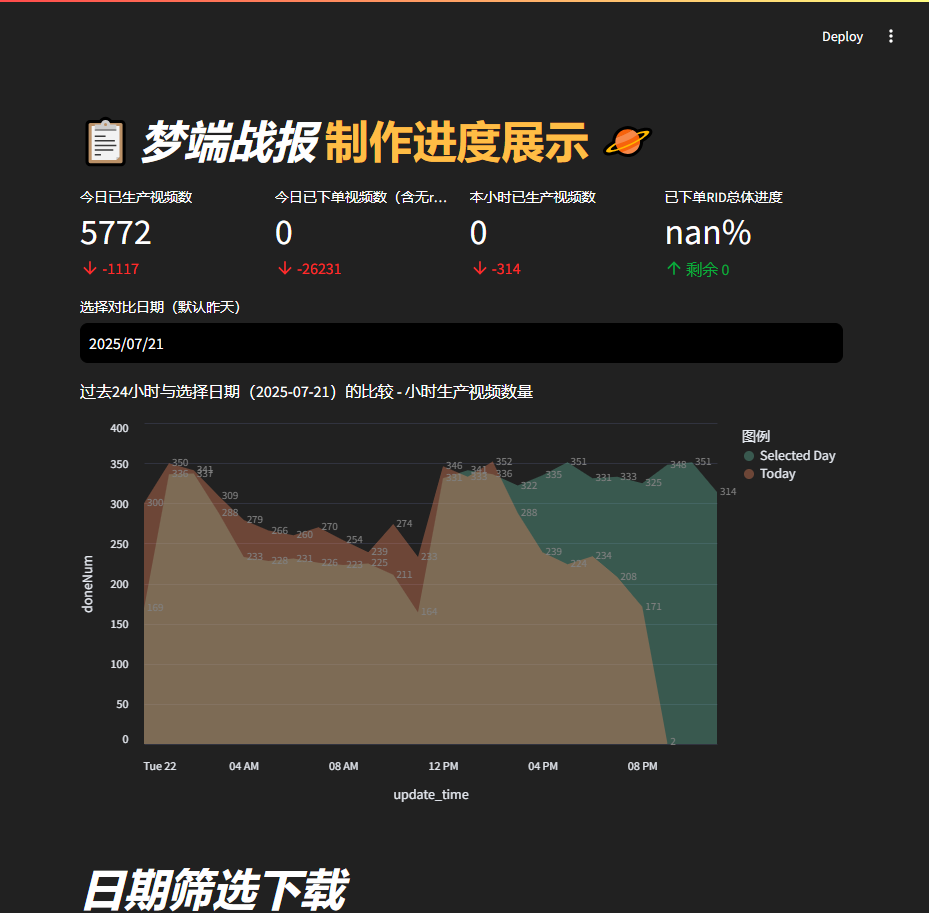 Deploy
梦端战报 制作进度展示
今日已生产视频数
5772
-1117
今日已下单视频数（含无r...
0
-26231
本小时已生产视频数
0
-314
已下单RID总体进度
nan%
剩余 0
选择对比日期（默认昨天）
2025/07/21
过去24小时与选择日期（2025-07-21）的比较 - 小时生产视频数量
图例
Selected Day
Today
doneNum
400
350
300
250
200
150
100
50
0
300 350 341 309 279 266 260 270 254 239 274 233 346 341 352 322 335 351 331 333 325 348 351 314
336 337 288 233 228 231 226 223 225 211 164 331 333 336 288 239 224 234 208 171 2
Tue 22 04 AM 08 AM 12 PM 04 PM 08 PM
update_time
日期筛选下载